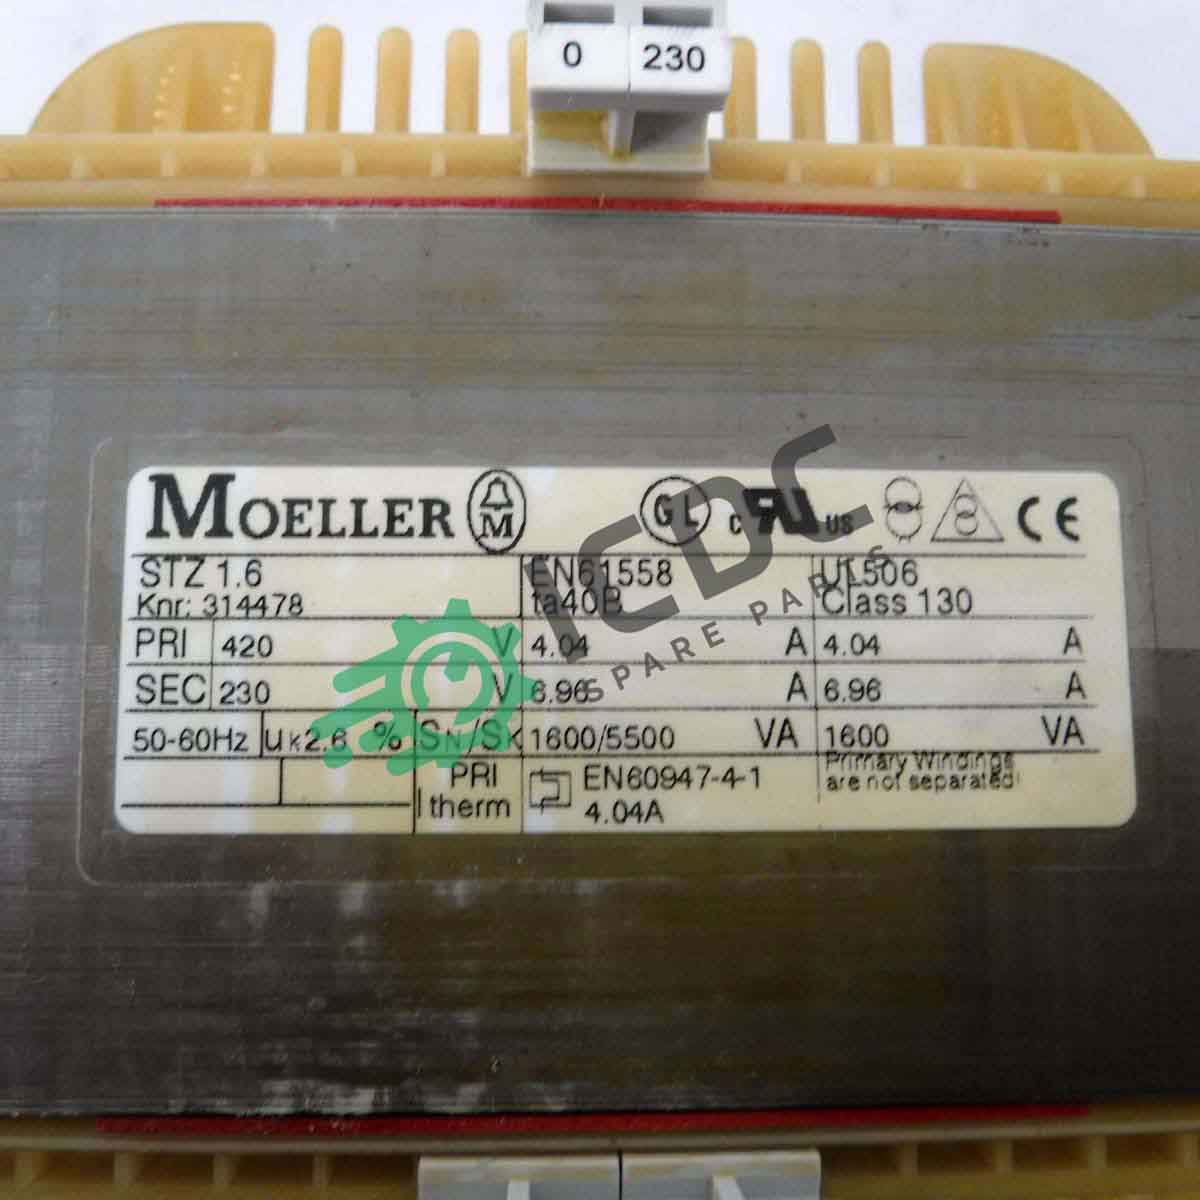 0 230
MOELLER M GL c RU US CE
STZ 1.6 EN61558 UL506
Knr: 314478 ta40B Class 130
PRI 420 V 4.04 A 4.04 A
SEC 230 V 6.96 A 6.96 A
50-60Hz uk2.6 % SN/SK 1600/5500 VA 1600 VA
PRI EN60947-4-1 Primary Windings
I therm 4.04A are not separated!
ICDC
SPARE PARTS